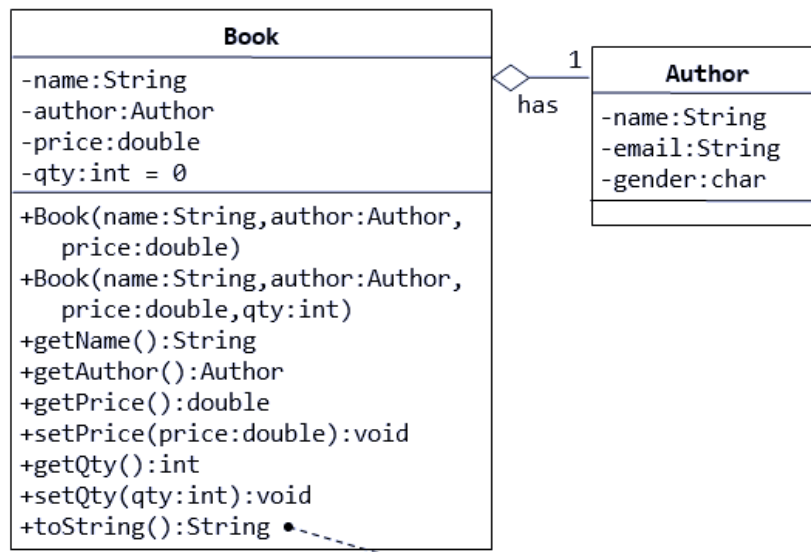 Book
-name:String
-author:Author
-price:double
-qty:int = 0
+Book(name:String,author:Author,
price:double)
+Book(name:String,author:Author,
price:double,qty:int)
+getName():String
+getAuthor():Author
+getPrice():double
+setPrice(price:double):void
+getQty():int
+setQty(qty:int):void
+toString():String
1
has
Author
-name:String
-email:String
-gender:char